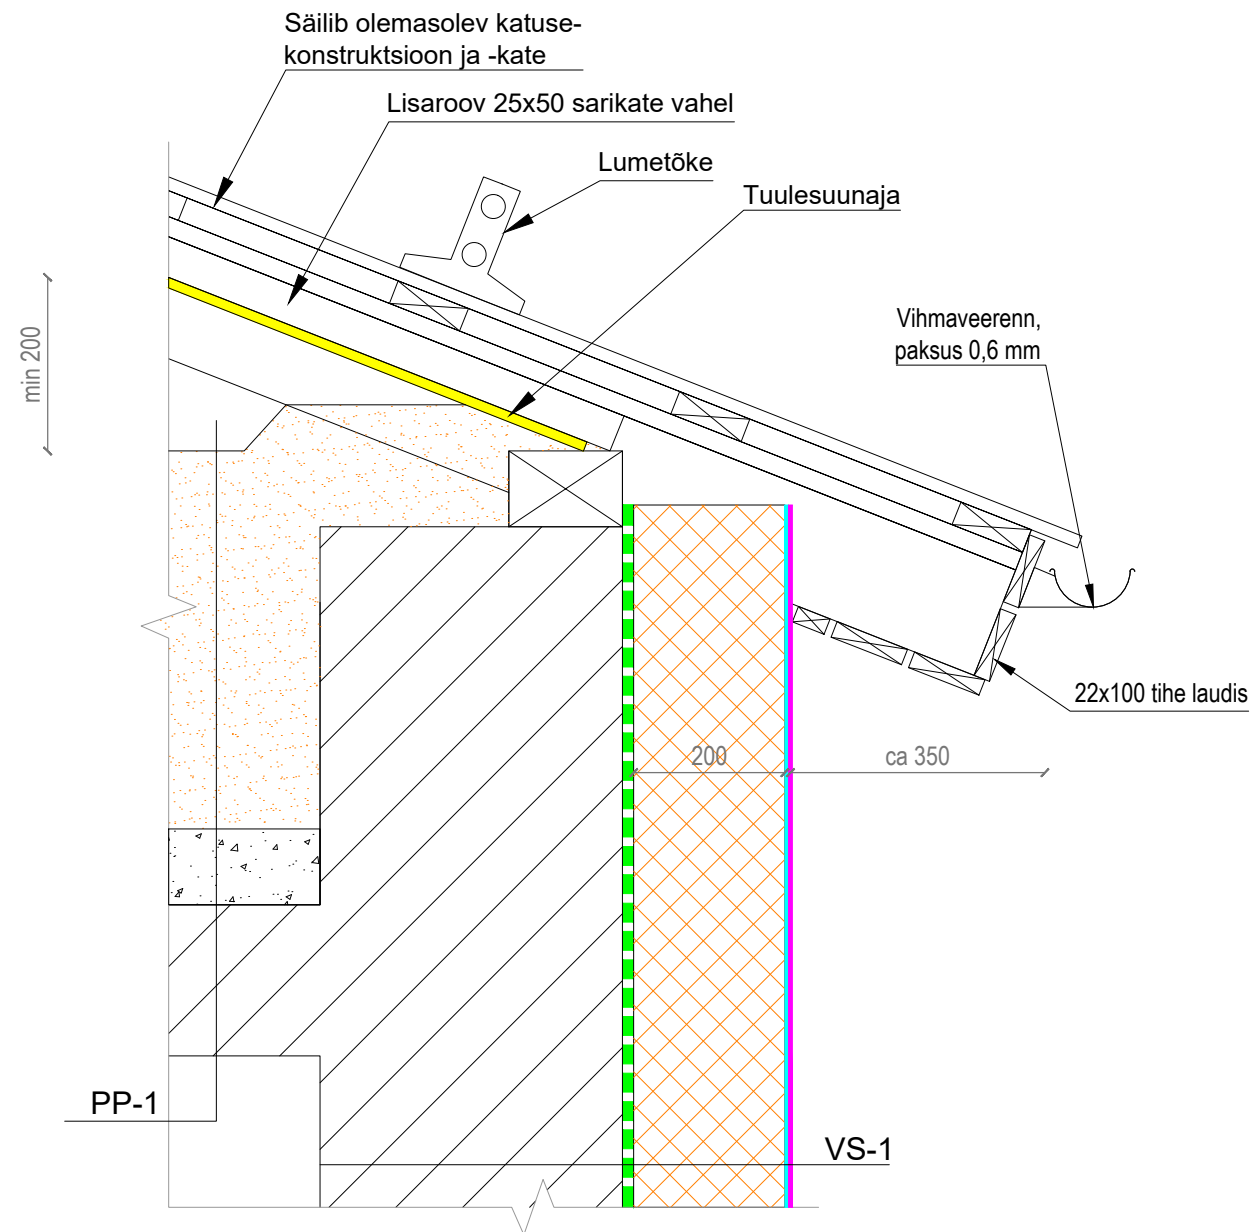 Säilib olemasolev katuse-
konstruktsioon ja -kate
Lisaroov 25x50 sarikate vahel
Lumetõke
Tuulesuunaja
Vihmaveerenn,
paksus 0,6 mm
min 200
22x100 tihe laudis
200
ca 350
PP-1
VS-1